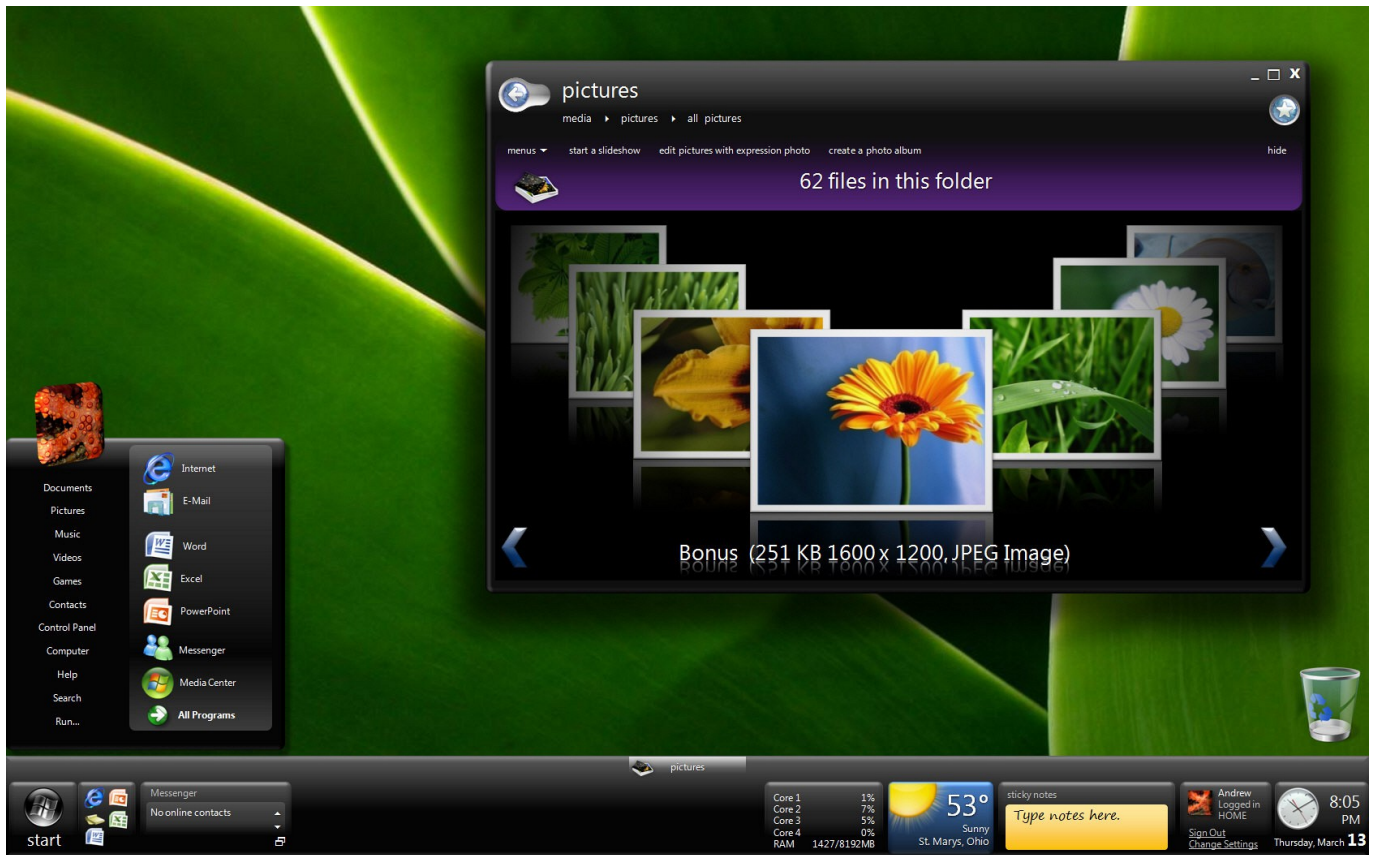 pictures
media pictures all pictures
menus start a slideshow edit pictures with expression photo create a photo album hide
62 files in this folder
Bonus (251 KB 1600 x 1200, JPEG Image)
X
Documents
Pictures
Music
Videos
Games
Contacts
Control Panel
Computer
Help
Search
Run...
Internet
E-Mail
Word
Excel
PowerPoint
Messenger
Media Center
All Programs
pictures
start
Messenger
No online contacts
Core 1 1%
Core 2 7%
Core 3 5%
Core 4 0%
RAM 1427/8192MB
53°
Sunny
St. Marys, Ohio
sticky notes
Type notes here.
Andrew
Logged in
HOME
Sign Out
Change Settings
8:05
PM
Thursday, March 13